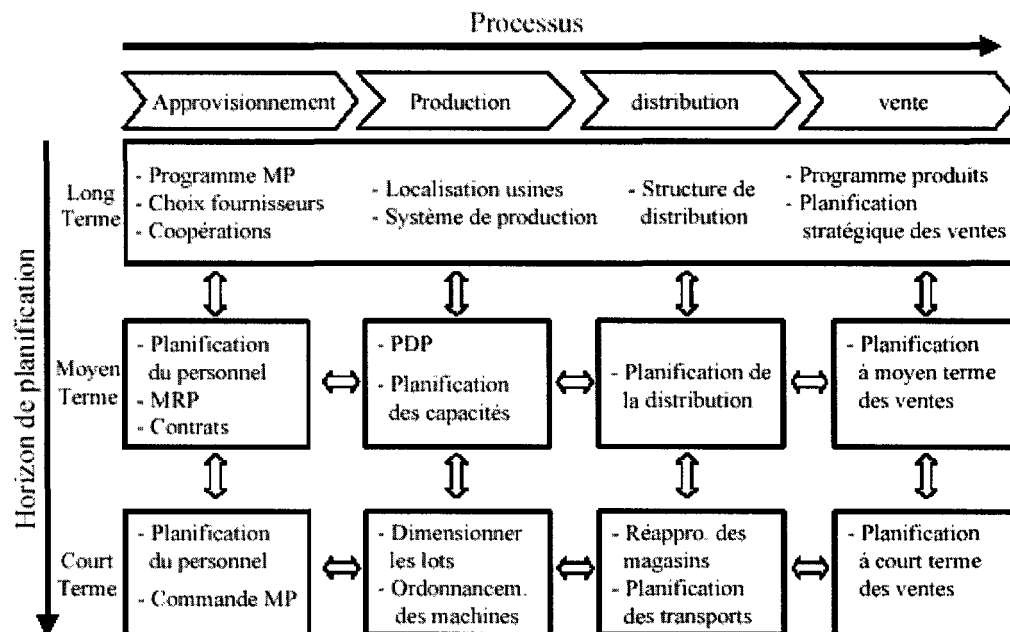 Processus
Approvisionnement
Production
distribution
vente
Horizon de planification
Long
Terme
- Programme MP
- Choix fournisseurs
- Coopérations
- Localisation usines
- Système de production
- Structure de
distribution
- Programme produits
- Planification
stratégique des ventes
Moyen
Terme
- Planification
du personnel
- MRP
- Contrats
- PDP
- Planification
des capacités
- Planification de
la distribution
- Planification
à moyen terme
des ventes
Court
Terme
- Planification
du personnel
- Commande MP
- Dimensionner
les lots
- Ordonnancem.
des machines
- Réappro. des
magasins
- Planification
des transports
- Planification
à court terme
des ventes